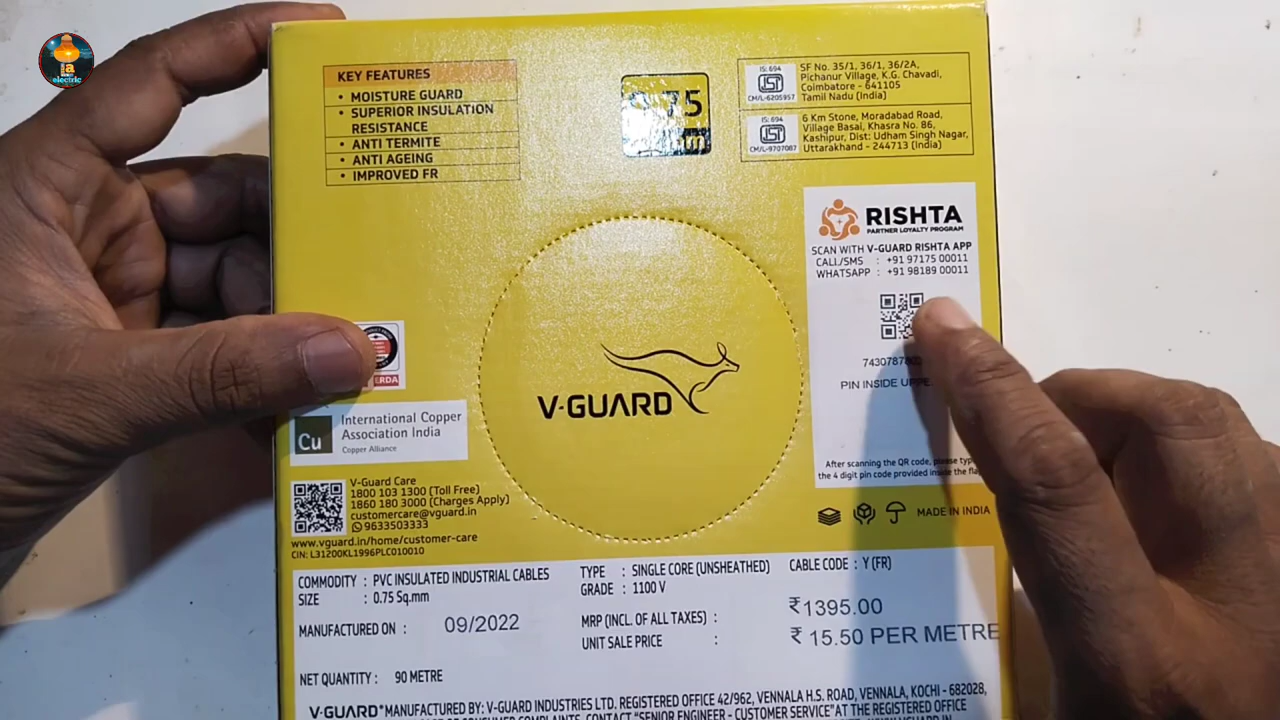 electric
KEY FEATURES
• MOISTURE GUARD
• SUPERIOR INSULATION
RESISTANCE
• ANTI TERMITE
• ANTI AGEING
• IMPROVED FR
75
IS: 694
CM/L-6205957
SF No. 35/1, 36/1, 36/2A,
Pichanur Village, K.G. Chavadi,
Coimbatore - 641105
Tamil Nadu (India)
IS: 694
CM/L-9707087
6 Km Stone, Moradabad Road,
Village Basai, Khasra No. 86,
Kashipur, Dist: Udham Singh Nagar,
Uttarakhand - 244713 (India)
RISHTA
PARTNER LOYALTY PROGRAM
SCAN WITH V-GUARD RISHTA APP
CALL/SMS : +91 97175 00011
WHATSAPP : +91 98189 00011
PIN INSIDE
After scanning the QR code, please type
the 4 digit pin code provided inside the
MADE IN INDIA
V-GUARD
Cu
International Copper
Association India
Copper Alliance
V-Guard Care
1800 103 1300 (Toll Free)
1860 180 3000 (Charges Apply)
customercare@vguard.in
9633503333
www.vguard.in/home/customer-care
CIN: L31200KL1996PLC010010
COMMODITY : PVC INSULATED INDUSTRIAL CABLES
SIZE : 0.75 Sq.mm
MANUFACTURED ON : 09/2022
NET QUANTITY : 90 METRE
TYPE : SINGLE CORE (UNSHEATHED)
GRADE : 1100 V
CABLE CODE : Y (FR)
MRP (INCL. OF ALL TAXES) : ₹1395.00
UNIT SALE PRICE : ₹ 15.50 PER METRE
V-GUARD® MANUFACTURED BY: V-GUARD INDUSTRIES LTD. REGISTERED OFFICE 42/962, VENNALA H.S. ROAD, VENNALA, KOCHI - 682028,
CONSUMER COMPLAINTS, CONTACT "SENIOR ENGINEER - CUSTOMER SERVICE" AT THE REGISTERED OFFICE